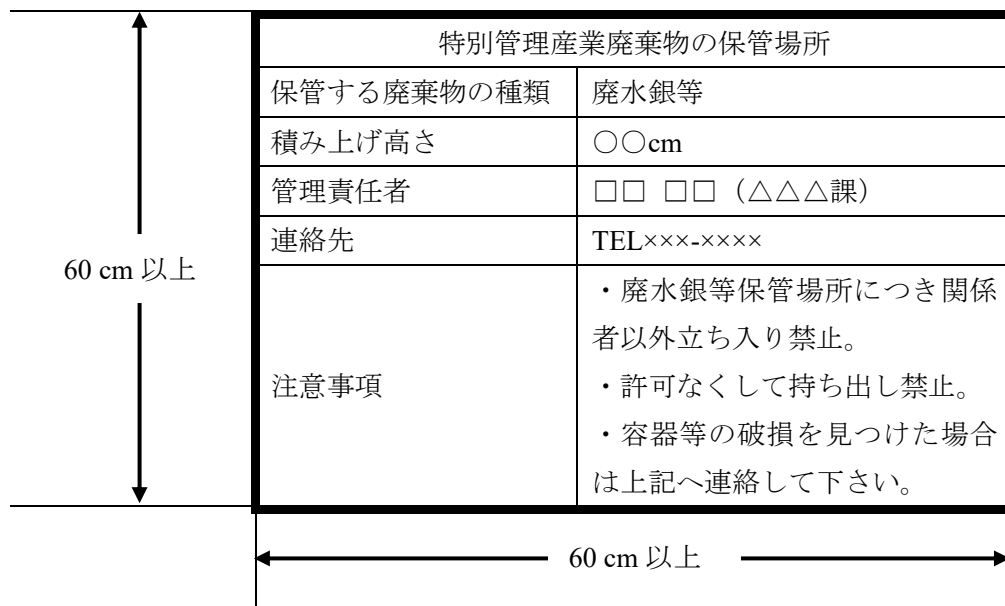 特別管理産業廃棄物の保管場所
保管する廃棄物の種類 廃水銀等
積み上げ高さ 〇〇cm
管理責任者 □□ □□（△△△課）
連絡先 TEL×××-××××
60 cm 以上
注意事項
・廃水銀等保管場所につき関係
者以外立ち入り禁止。
・許可なくして持ち出し禁止。
・容器等の破損を見つけた場合
は上記へ連絡して下さい。
60 cm 以上